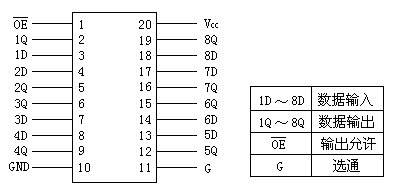 OE 1 20 Vcc
1Q 2 19 8Q
1D 3 18 8D
2D 4 17 7D
2Q 5 16 7Q
3Q 6 15 6Q
3D 7 14 6D
4D 8 13 5D
4Q 9 12 5Q
GND 10 11 G
1D～8D 数据输入
1Q～8Q 数据输出
OE 输出允许
G 选通